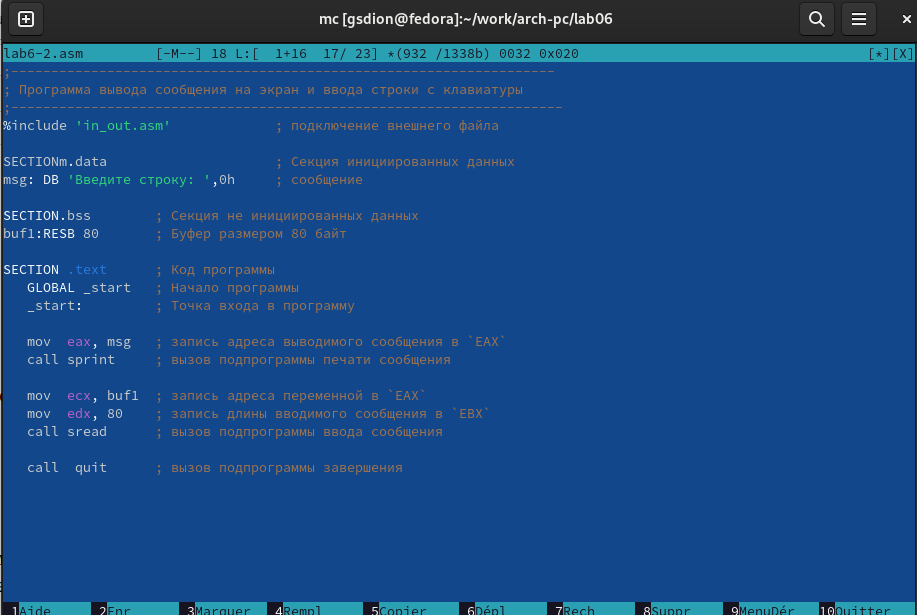 mc [gsdion@fedora]:~/work/arch-pc/lab06
lab6-2.asm [-M--] 18 L:[ 1+16 17/ 23] *(932 /1338b) 0032 0x020 [*][X]
;--------------------------------------------------------------------
; Программа вывода сообщения на экран и ввода строки с клавиатуры
;---------------------------------------------------------------------
%include 'in_out.asm' ; подключение внешнего файла
SECTIONm.data ; Секция инициированных данных
msg: DB 'Введите строку: ',0h ; сообщение
SECTION.bss ; Секция не инициированных данных
buf1:RESB 80 ; Буфер размером 80 байт
SECTION .text ; Код программы
GLOBAL _start ; Начало программы
_start: ; Точка входа в программу
mov eax, msg ; запись адреса выводимого сообщения в `EAX`
call sprint ; вызов подпрограммы печати сообщения
mov ecx, buf1 ; запись адреса переменной в `EAX`
mov edx, 80 ; запись длины вводимого сообщения в `EBX`
call sread ; вызов подпрограммы ввода сообщения
call quit ; вызов подпрограммы завершения
1Aide 2Enr 3Marquer 4Rempl 5Copier 6Dépl 7Rech 8Suppr 9MenuDér 10Quitter